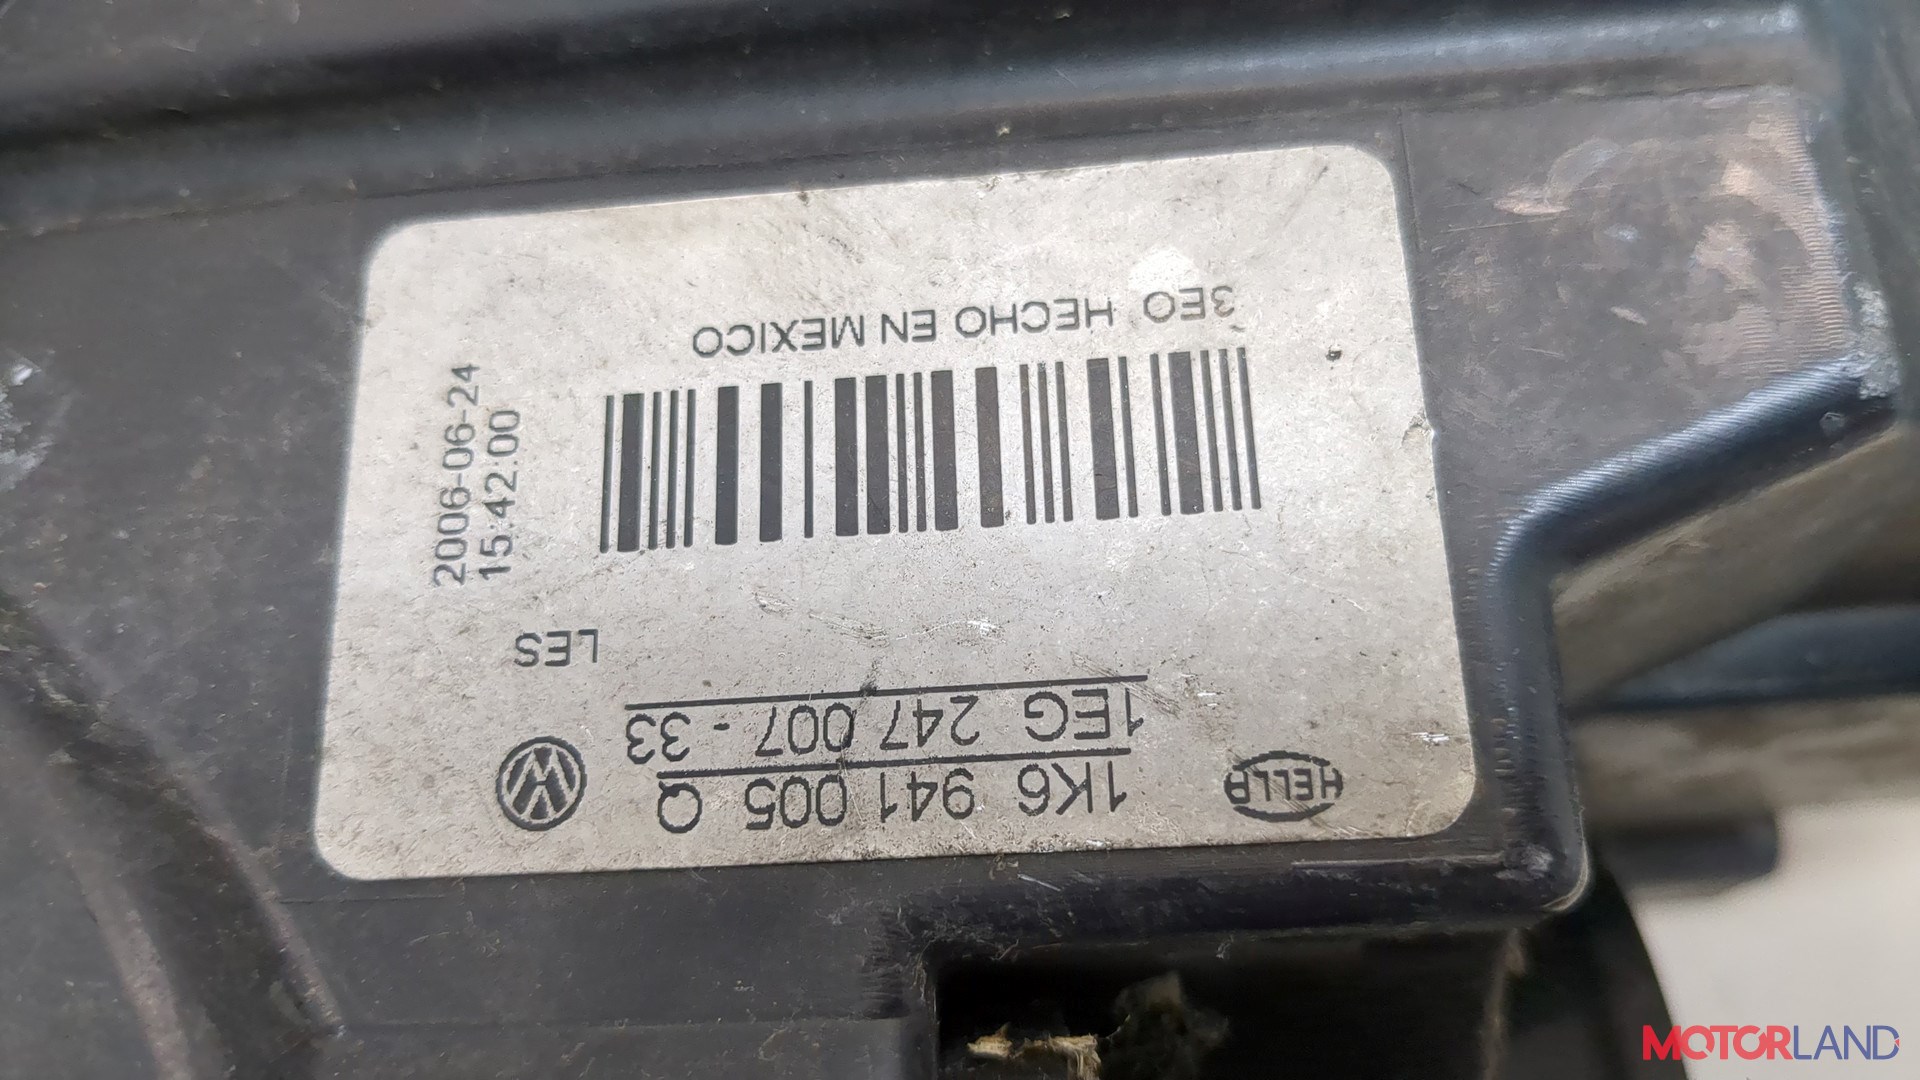 HELLA
1K6 941 005 Q
1EG 247 007-33
LES
2006-06-24
15:42:00
3EO HECHO EN MEXICO
MOTORLAND